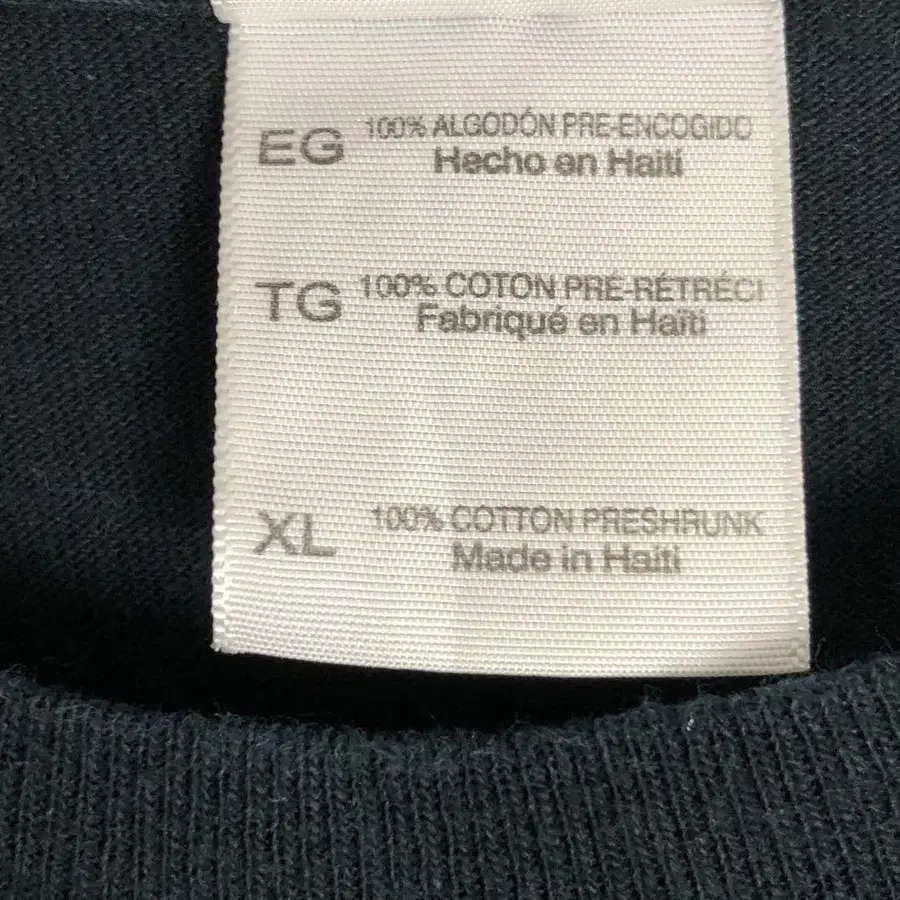 EG 100% ALGODÓN PRE-ENCOGIDO
Hecho en Haití
TG 100% COTON PRÉ-RÉTRÉCI
Fabriqué en Haïti
XL 100% COTTON PRESHRUNK
Made in Haiti